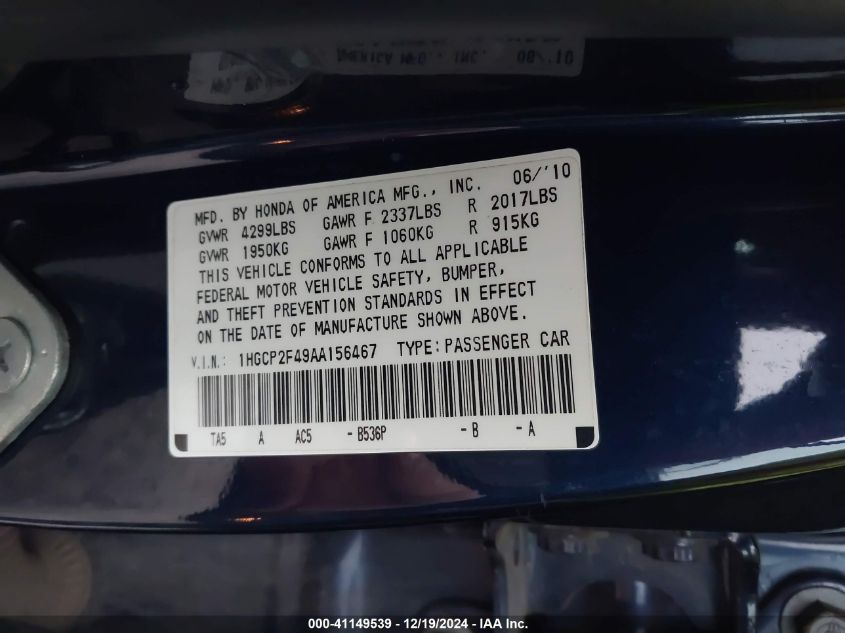 06/'10
MFD. BY HONDA OF AMERICA MFG., INC.
GVWR 4299LBS GAWR F 2337LBS R 2017LBS
GVWR 1950KG GAWR F 1060KG R 915KG
THIS VEHICLE CONFORMS TO ALL APPLICABLE
FEDERAL MOTOR VEHICLE SAFETY, BUMPER,
AND THEFT PREVENTION STANDARDS IN EFFECT
ON THE DATE OF MANUFACTURE SHOWN ABOVE.
V.I.N.: 1HGCP2F49AA156467 TYPE:PASSENGER CAR
TA5 A AC5 -B536P -B -A
000-41149539 - 12/19/2024 - IAA Inc.